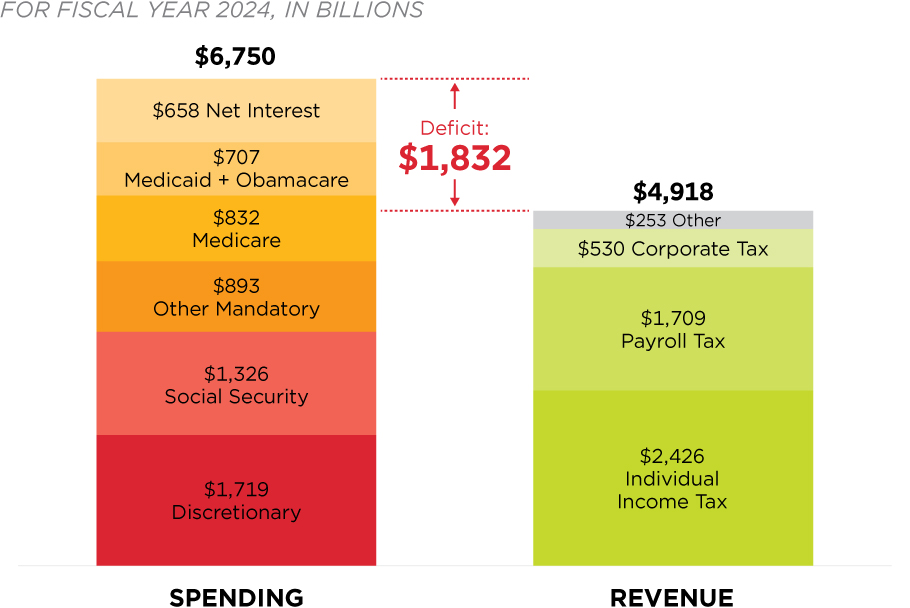 FOR FISCAL YEAR 2024, IN BILLIONS
$6,750
$658 Net Interest
$707
Medicaid + Obamacare
$832
Medicare
$893
Other Mandatory
$1,326
Social Security
$1,719
Discretionary
SPENDING
Deficit:
$1,832
$4,918
$253 Other
$530 Corporate Tax
$1,709
Payroll Tax
$2,426
Individual
Income Tax
REVENUE